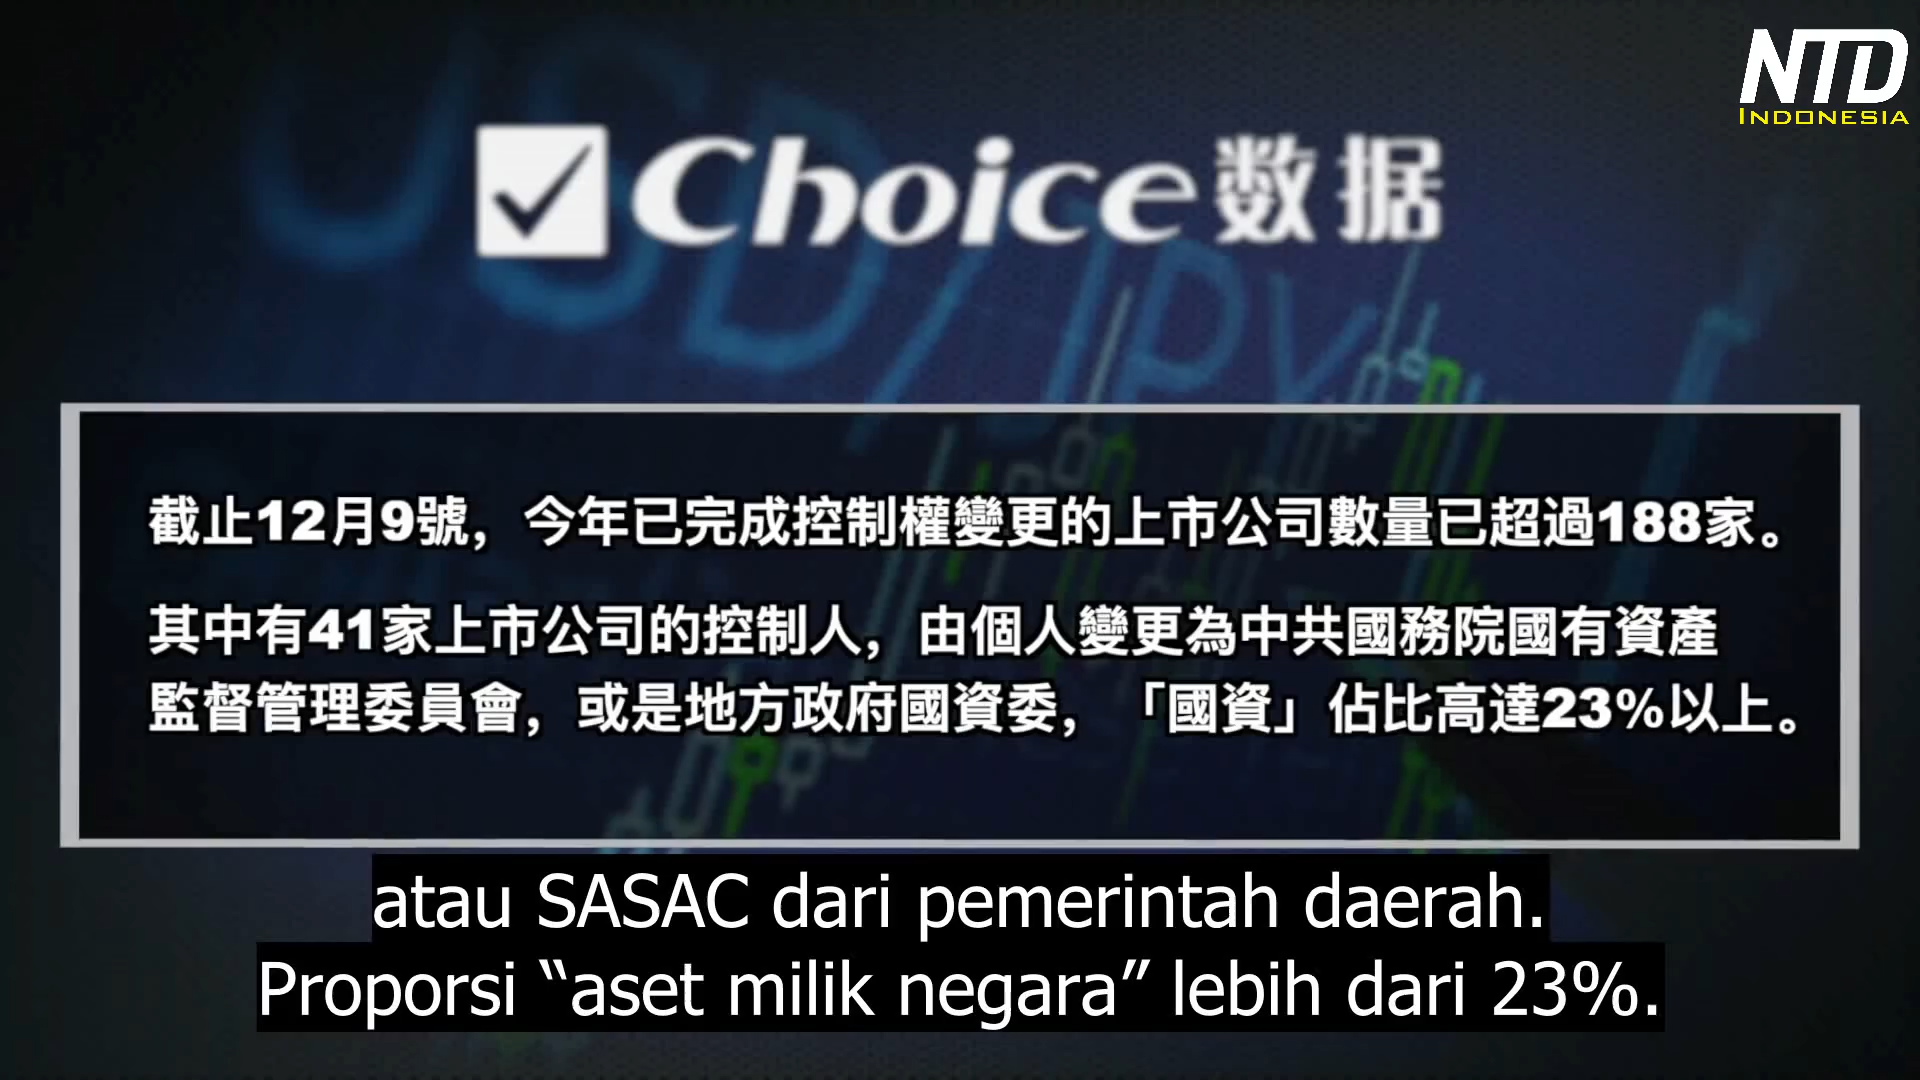 NTD
INDONESIA
Choice数据
截止12月9號，今年已完成控制權變更的上市公司數量已超過188家。
其中有41家上市公司的控制人，由個人變更為中共國務院國有資產
監督管理委員會，或是地方政府國資委，「國資」佔比高達23%以上。
atau SASAC dari pemerintah daerah.
Proporsi “aset milik negara” lebih dari 23%.